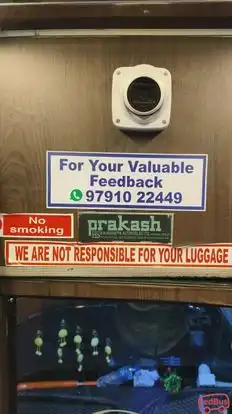 For Your Valuable
Feedback
97910 22449
No
smoking
prakash
WE ARE NOT RESPONSIBLE FOR YOUR LUGGAGE
redBus